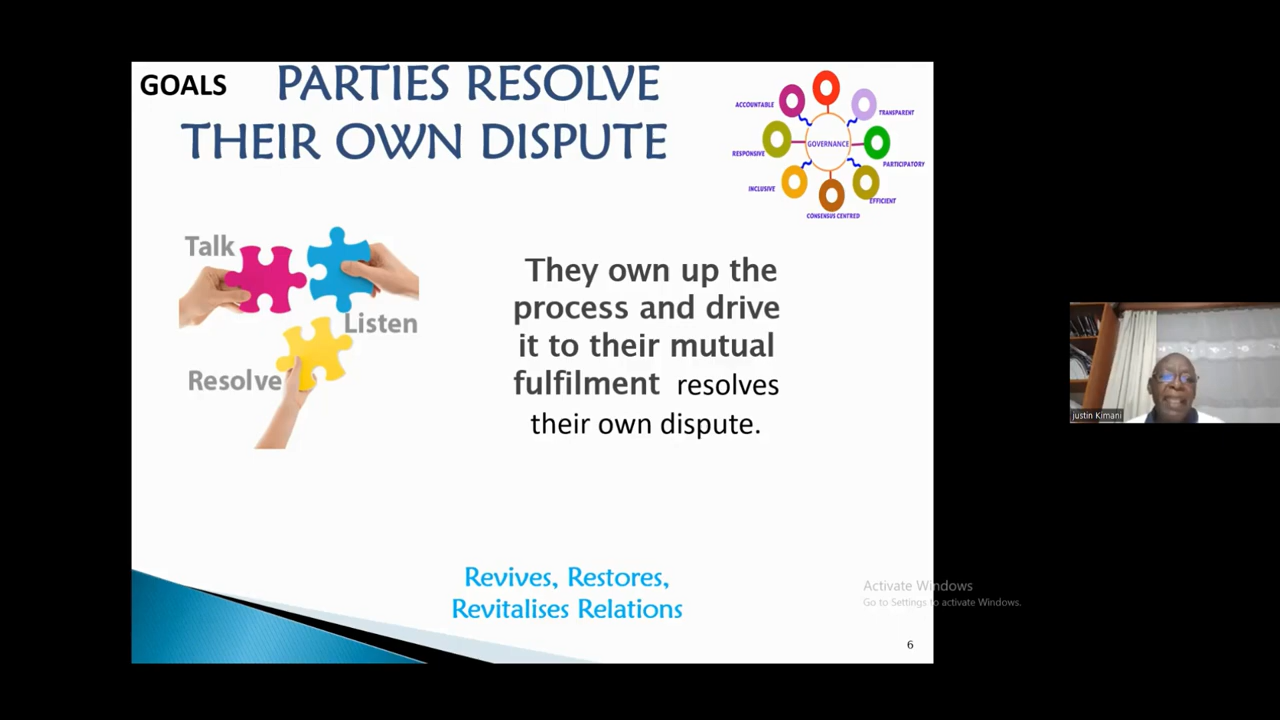 GOALS
PARTIES RESOLVE
THEIR OWN DISPUTE
ACCOUNTABLE
TRANSPARENT
GOVERNANCE
RESPONSIVE
PARTICIPATORY
INCLUSIVE
EFFICIENT
CONSENSUS CENTRED
Talk
Listen
Resolve
They own up the
process and drive
it to their mutual
fulfilment resolves
their own dispute.
justin Kimani
Revives, Restores,
Revitalises Relations
Activate Windows
Go to Settings to activate Windows.
6